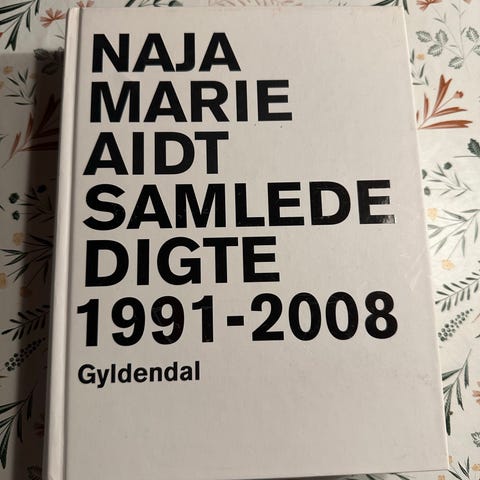 NAJA
MARIE
AIDT
SAMLEDE
DIGTE
1991-2008
Gyldendal